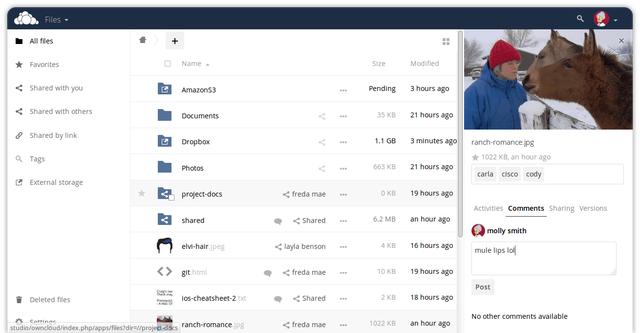 Files
All files
Favorites
Shared with you
Shared with others
Shared by link
Tags
External storage
Deleted files
Settings
studio/owncloud/index.php/apps/files?dir=//project-docs
+
Name Size Modified
AmazonS3 Pending 3 hours ago
Documents 35 KB 21 hours ago
Dropbox 1.1 GB 3 minutes ago
Photos 663 KB 21 hours ago
project-docs freda mae 0 KB 19 hours ago
shared Shared 6.2 MB an hour ago
elvi-hair.jpeg layla benson 4 KB 16 hours ago
git.html freda mae 10 KB 19 hours ago
ios-cheatsheet-2.txt Shared 2 KB 18 hours ago
ranch-romance.jpg freda mae 1022 KB an hour ago
ranch-romance.jpg
1022 KB, an hour ago
carla cisco cody
Activities Comments Sharing Versions
molly smith
mule lips lol
Post
No other comments available